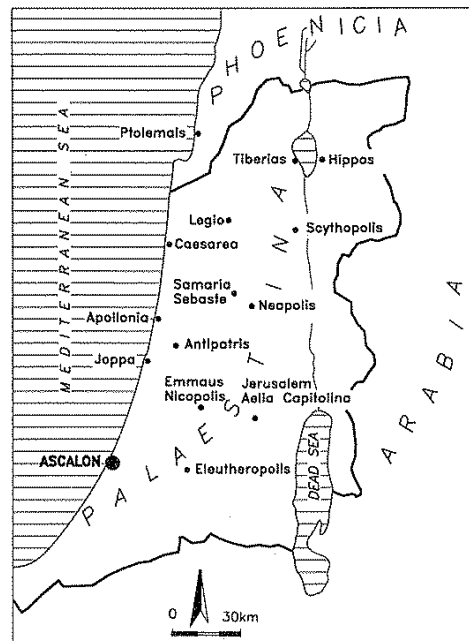 PHOENICIA
MEDITERRANEAN SEA
Ptolemais
Tiberias
Hippos
Legio
Scythopolis
Caesarea
PALAESTINA
Samaria
Sebaste
Neapolis
Apollonia
Antipatris
Joppa
Emmaus
Nicopolis
Jerusalem
Aelia Capitolina
ARABIA
ASCALON
Eleutheropolis
DEAD SEA
0 30km